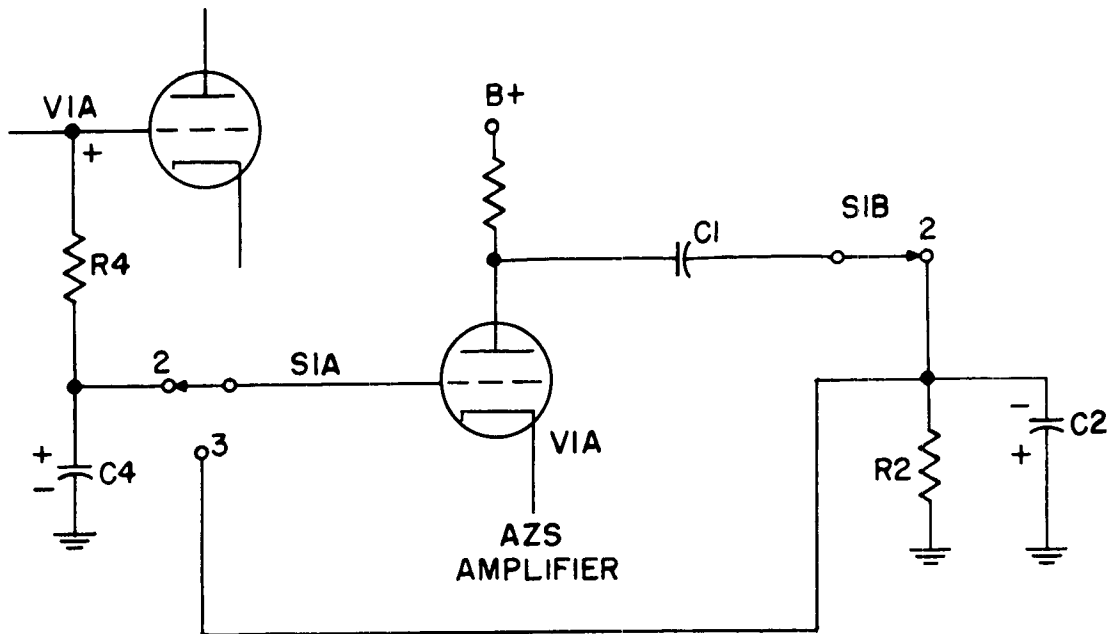 V1A
+
R4
B+
C1
S1B
2
2
S1A
3
+
-
C4
V1A
AZS
AMPLIFIER
R2
-
+
C2